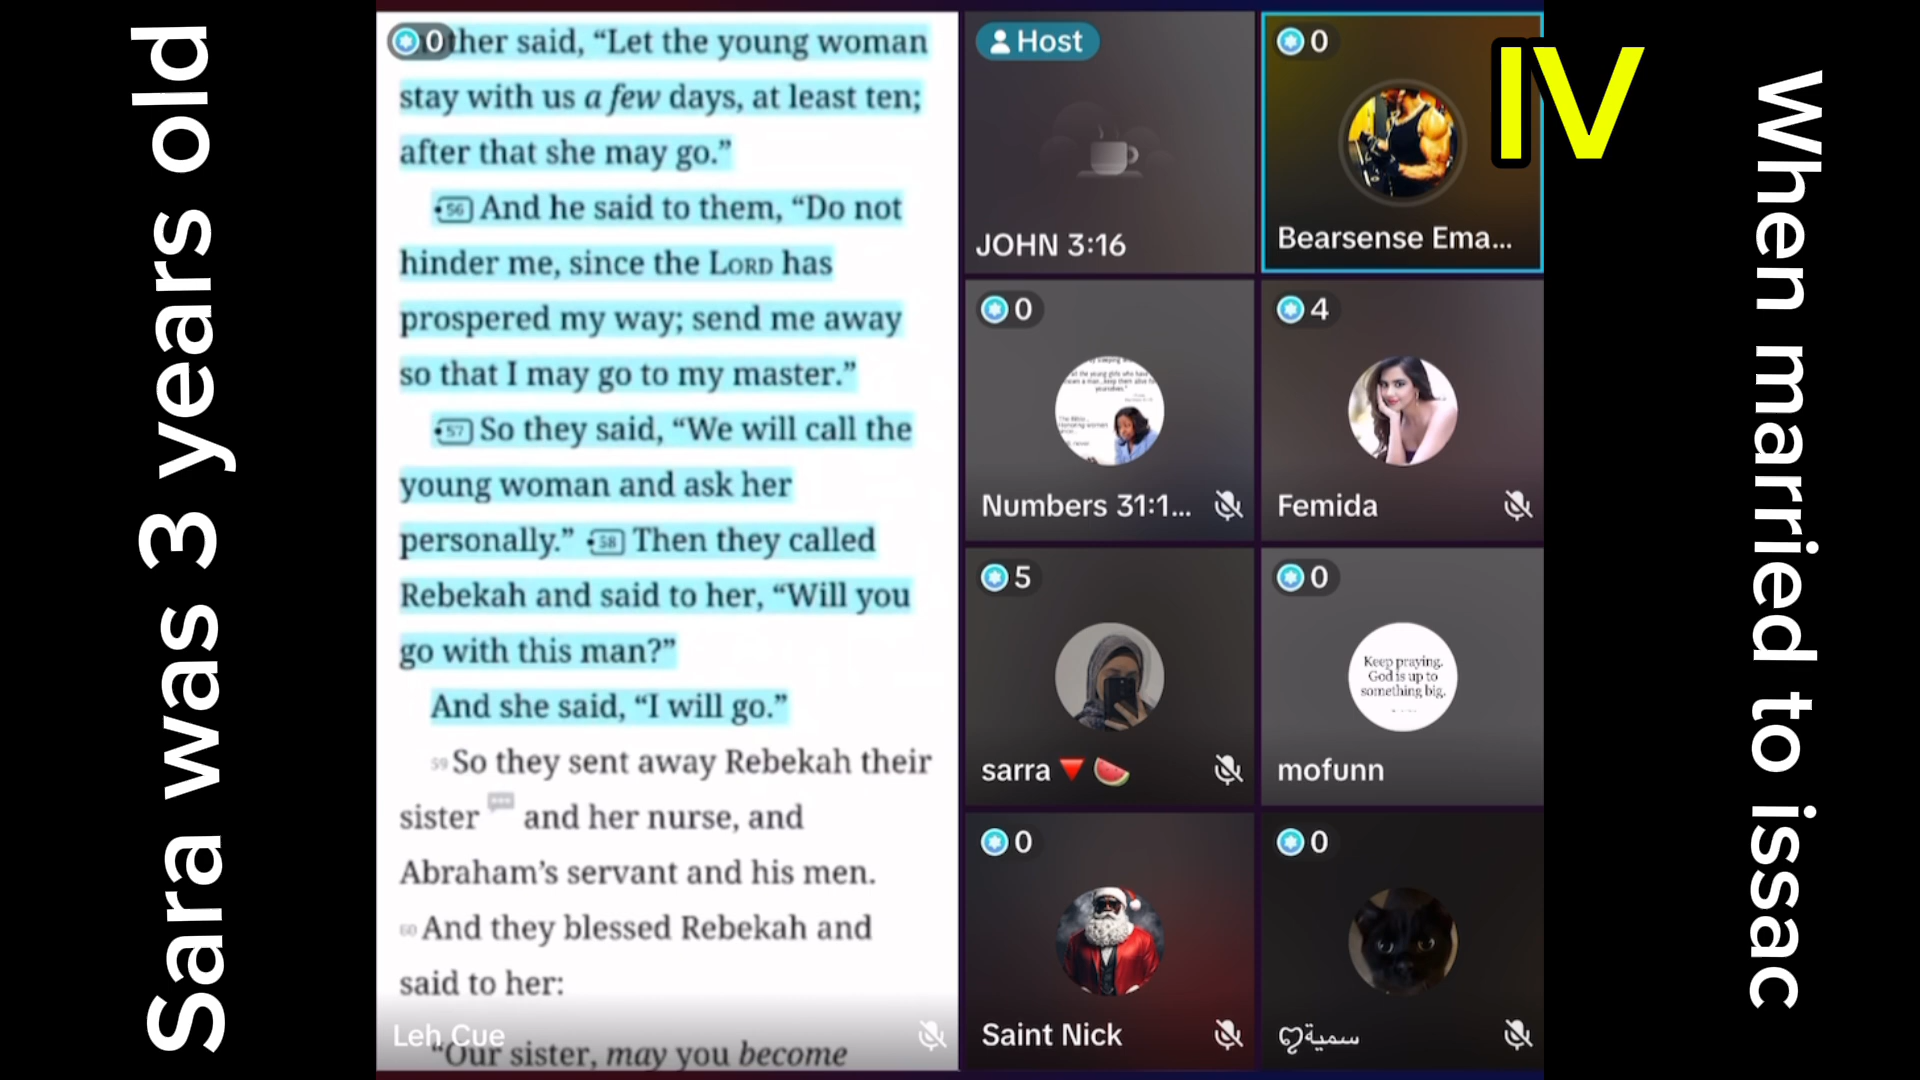 Sara was 3 years old
0
ther said, “Let the young woman
stay with us a few days, at least ten;
after that she may go.”
56 And he said to them, “Do not
hinder me, since the LORD has
prospered my way; send me away
so that I may go to my master.”
57 So they said, “We will call the
young woman and ask her
personally.” 58 Then they called
Rebekah and said to her, “Will you
go with this man?”
And she said, “I will go.”
59 So they sent away Rebekah their
sister and her nurse, and
Abraham’s servant and his men.
60 And they blessed Rebekah and
said to her:
“Our sister, may you become
Leh Cue
Host
JOHN 3:16
0
Bearsense Ema...
IV
0
Numbers 31:1...
4
Femida
5
sarra
0
Keep praying.
God is up to
something big.
mofunn
0
Saint Nick
0
سمية
When married to issac